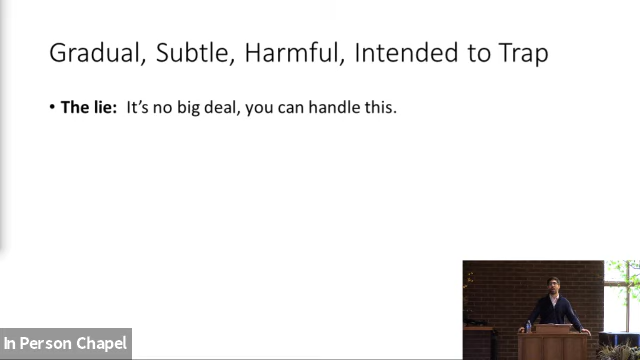 Gradual, Subtle, Harmful, Intended to Trap
• The lie: It's no big deal, you can handle this.
In Person Chapel